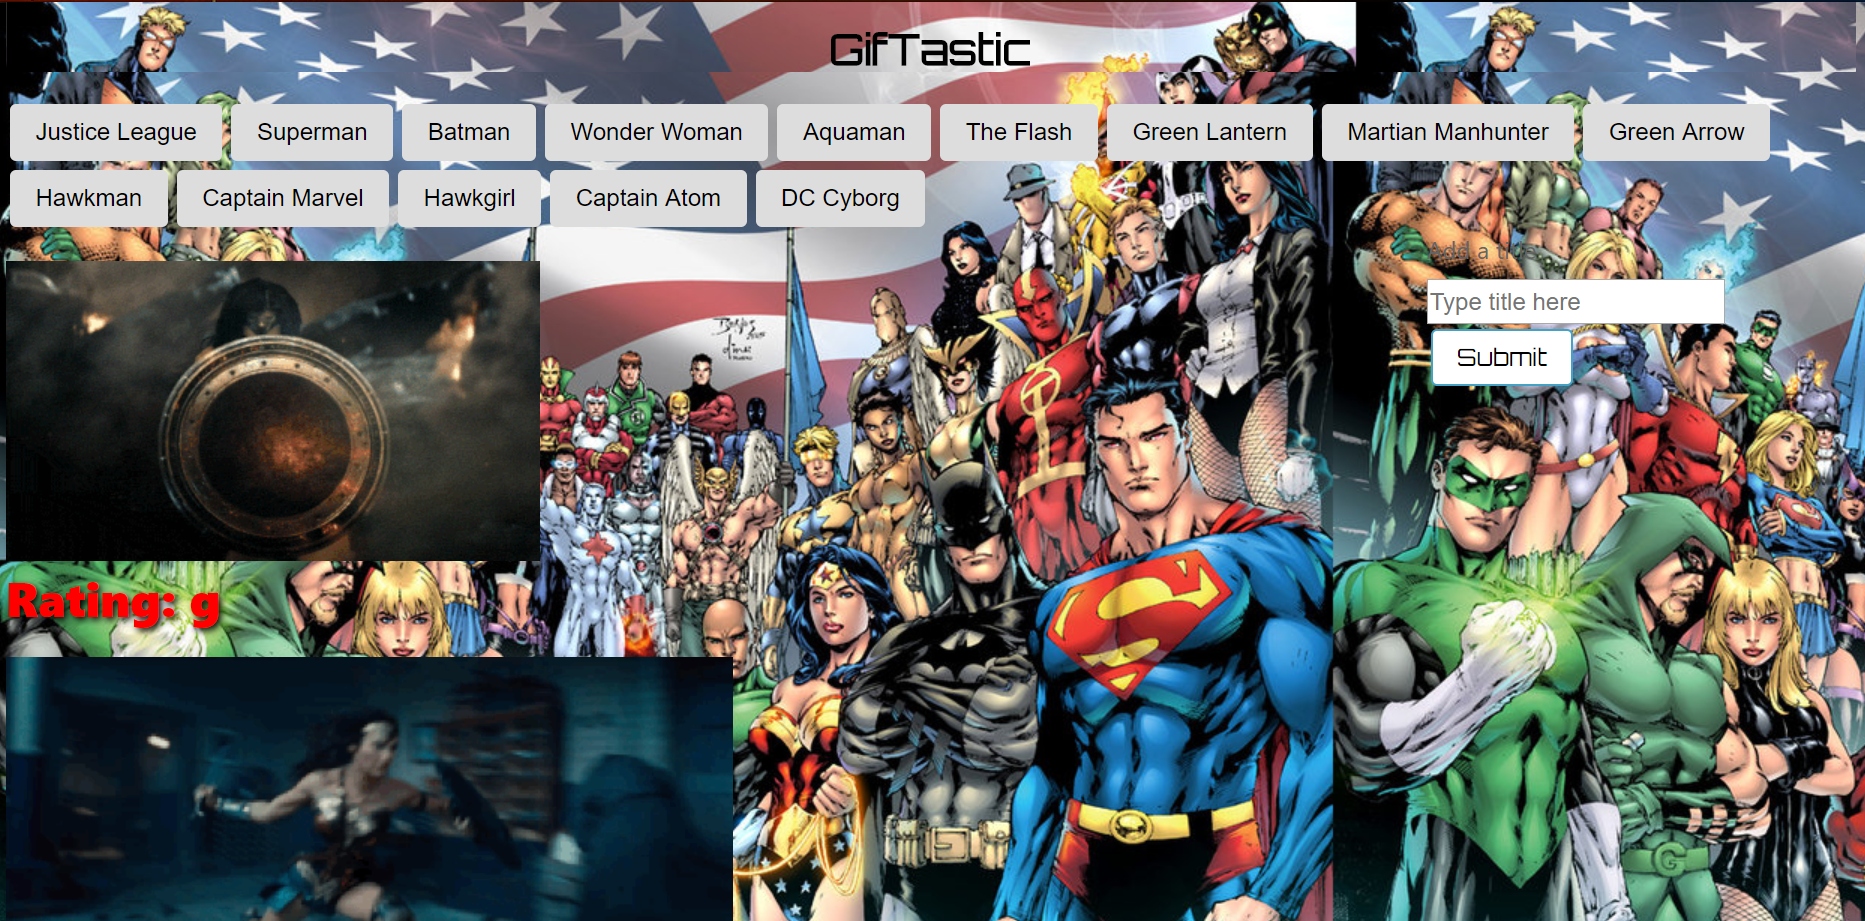 GifTastic
Justice League Superman Batman Wonder Woman Aquaman The Flash Green Lantern Martian Manhunter Green Arrow
Hawkman Captain Marvel Hawkgirl Captain Atom DC Cyborg
Add a title
Type title here
Submit
Rating: g